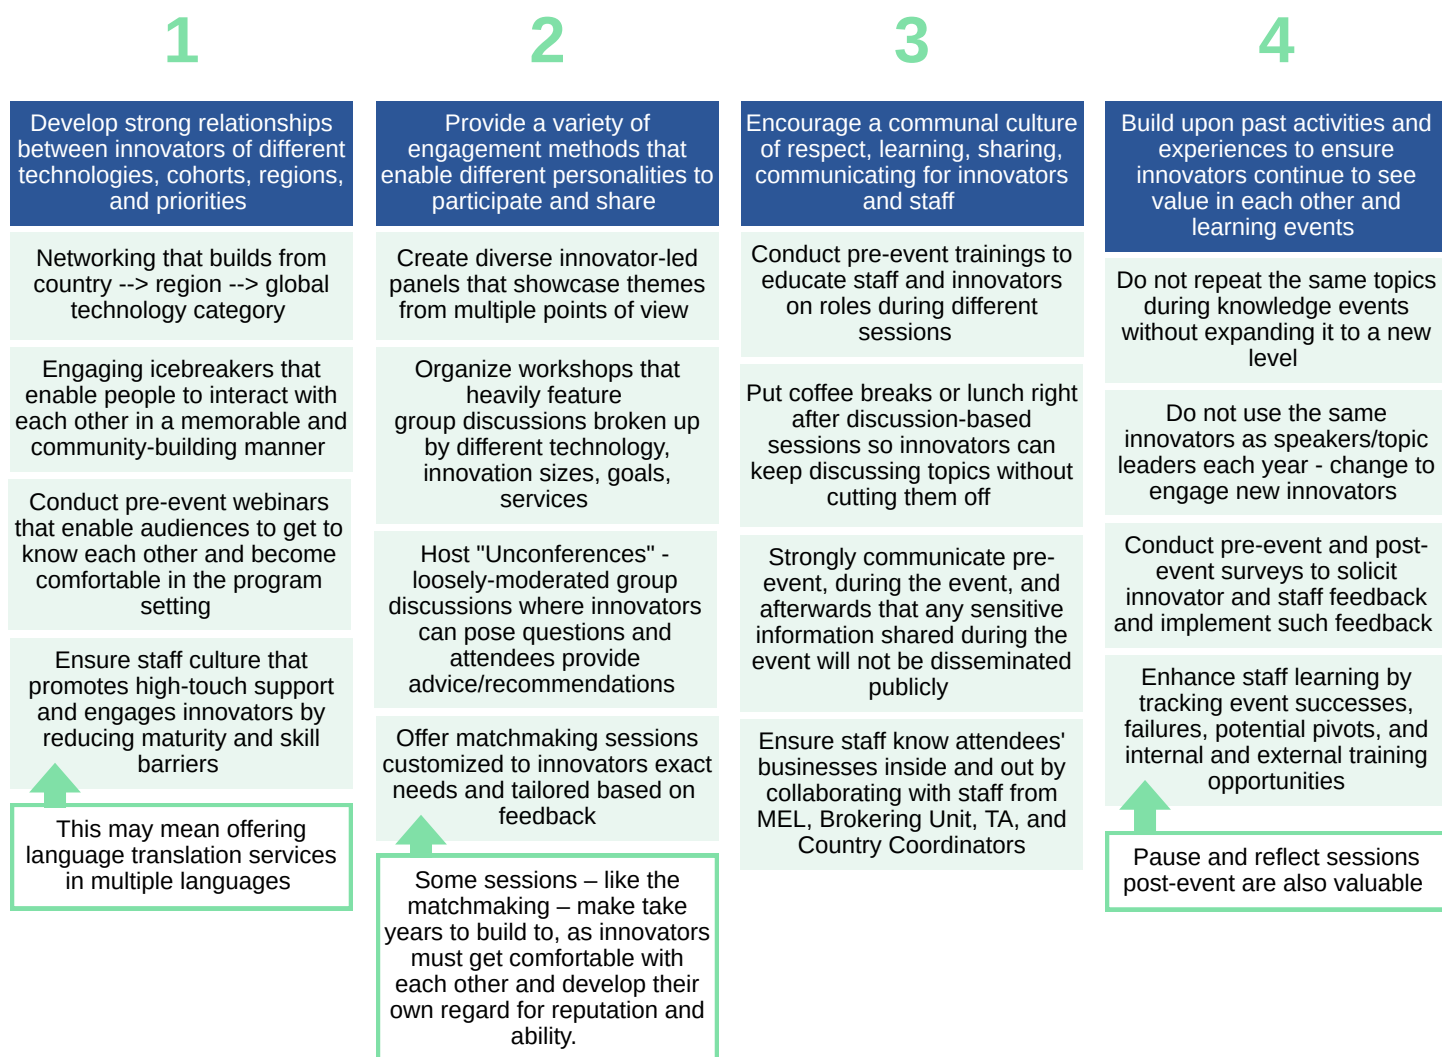 1
Develop strong relationships
between innovators of different
technologies, cohorts, regions,
and priorities
Networking that builds from
country --> region --> global
technology category
Engaging icebreakers that
enable people to interact with
each other in a memorable and
community-building manner
Conduct pre-event webinars
that enable audiences to get to
know each other and become
comfortable in the program
setting
Ensure staff culture that
promotes high-touch support
and engages innovators by
reducing maturity and skill
barriers
This may mean offering
language translation services
in multiple languages
2
Provide a variety of
engagement methods that
enable different personalities to
participate and share
Create diverse innovator-led
panels that showcase themes
from multiple points of view
Organize workshops that
heavily feature
group discussions broken up
by different technology,
innovation sizes, goals,
services
Host "Unconferences" -
loosely-moderated group
discussions where innovators
can pose questions and
attendees provide
advice/recommendations
Offer matchmaking sessions
customized to innovators exact
needs and tailored based on
feedback
Some sessions – like the
matchmaking – make take
years to build to, as innovators
must get comfortable with
each other and develop their
own regard for reputation and
ability.
3
Encourage a communal culture
of respect, learning, sharing,
communicating for innovators
and staff
Conduct pre-event trainings to
educate staff and innovators
on roles during different
sessions
Put coffee breaks or lunch right
after discussion-based
sessions so innovators can
keep discussing topics without
cutting them off
Strongly communicate pre-
event, during the event, and
afterwards that any sensitive
information shared during the
event will not be disseminated
publicly
Ensure staff know attendees'
businesses inside and out by
collaborating with staff from
MEL, Brokering Unit, TA, and
Country Coordinators
4
Build upon past activities and
experiences to ensure
innovators continue to see
value in each other and
learning events
Do not repeat the same topics
during knowledge events
without expanding it to a new
level
Do not use the same
innovators as speakers/topic
leaders each year - change to
engage new innovators
Conduct pre-event and post-
event surveys to solicit
innovator and staff feedback
and implement such feedback
Enhance staff learning by
tracking event successes,
failures, potential pivots, and
internal and external training
opportunities
Pause and reflect sessions
post-event are also valuable